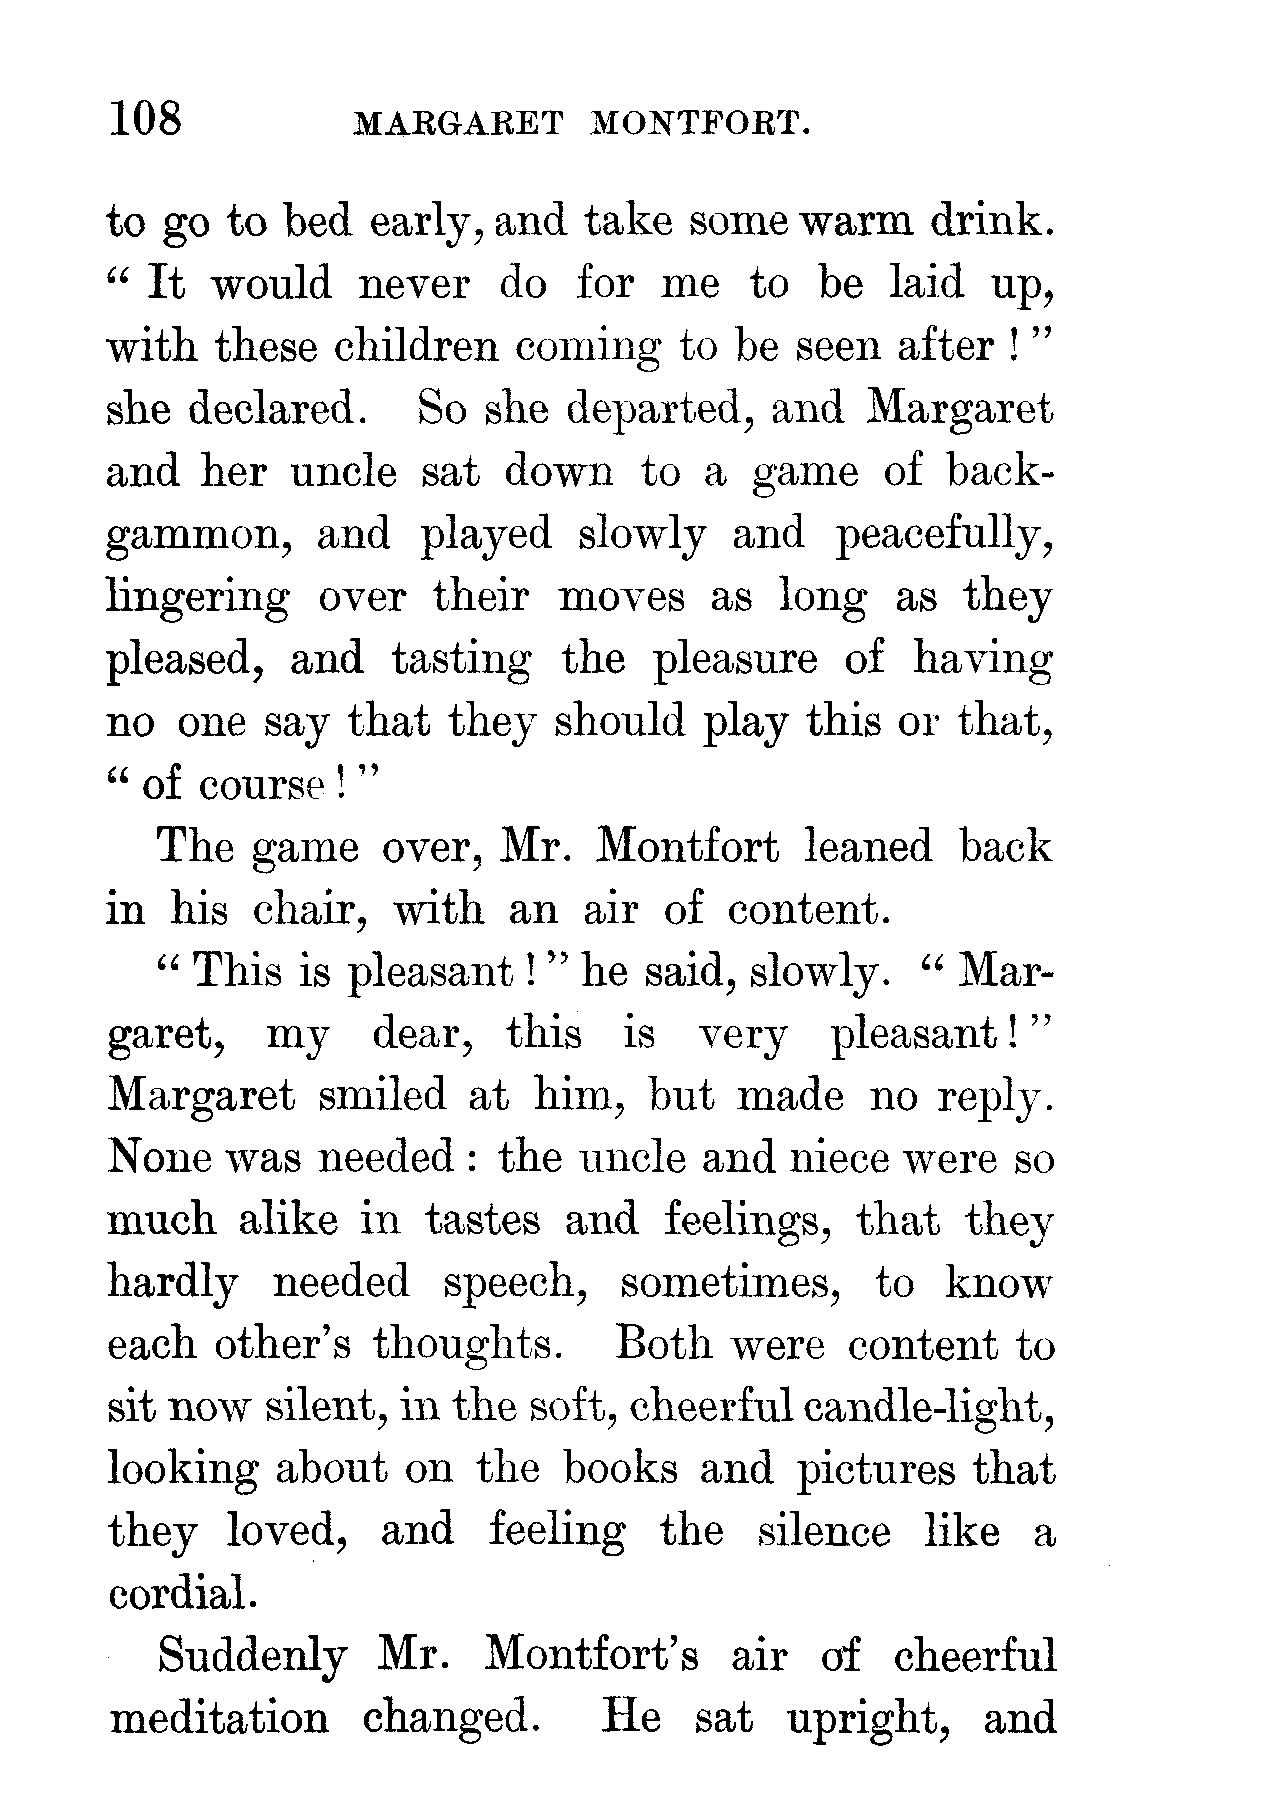 108 MARGARET MONTFORT.
to go to bed early, and take some warm drink.
“ It would never do for me to be laid up,
with these children coming to be seen after ! ”
she declared. So she departed, and Margaret
and her uncle sat down to a game of back-
gammon, and played slowly and peacefully,
lingering over their moves as long as they
pleased, and tasting the pleasure of having
no one say that they should play this or that,
“ of course ! ”
The game over, Mr. Montfort leaned back
in his chair, with an air of content.
“ This is pleasant ! ” he said, slowly. “ Mar-
garet, my dear, this is very pleasant ! ”
Margaret smiled at him, but made no reply.
None was needed : the uncle and niece were so
much alike in tastes and feelings, that they
hardly needed speech, sometimes, to know
each other’s thoughts. Both were content to
sit now silent, in the soft, cheerful candle-light,
looking about on the books and pictures that
they loved, and feeling the silence like a
cordial.
Suddenly Mr. Montfort’s air of cheerful
meditation changed. He sat upright, and